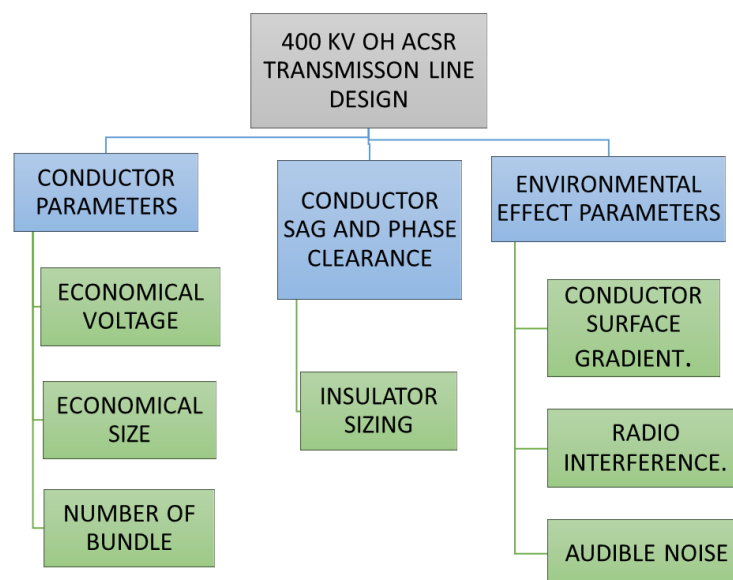 400 KV OH ACSR
TRANSMISSON LINE
DESIGN
CONDUCTOR
PARAMETERS
ECONOMICAL
VOLTAGE
ECONOMICAL
SIZE
NUMBER OF
BUNDLE
CONDUCTOR
SAG AND PHASE
CLEARANCE
INSULATOR
SIZING
ENVIRONMENTAL
EFFECT PARAMETERS
CONDUCTOR
SURFACE
GRADIENT.
RADIO
INTERFERENCE.
AUDIBLE NOISE